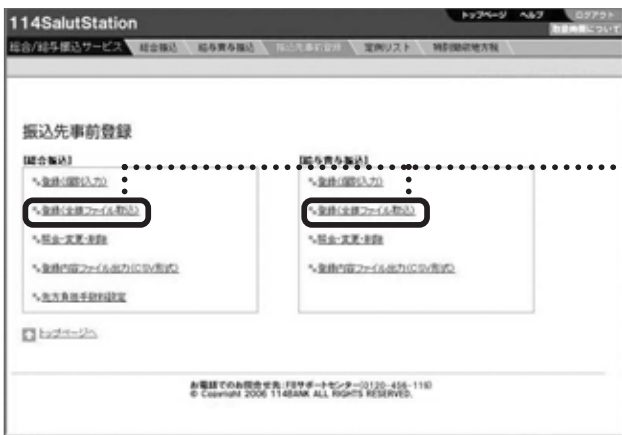 114SalutStation
トップページ ヘルプ ログアウト
総合/給与振込サービス 総合振込 給与賞与振込 振込先事前登録 定例リスト 特別徴収地方税
振込先事前登録
[総合振込] [給与賞与振込]
登録(個別入力) 登録(個別入力)
登録(全銀ファイル取込) 登録(全銀ファイル取込)
照会・変更・削除 照会・変更・削除
登録内容ファイル出力(CSV形式) 登録内容ファイル出力(CSV形式)
先方負担手数料設定
トップページへ
お電話でのお問合せ先:FBサポートセンター(0120-456-116)
© Copyright 2006 114BANK ALL RIGHTS RESERVED.